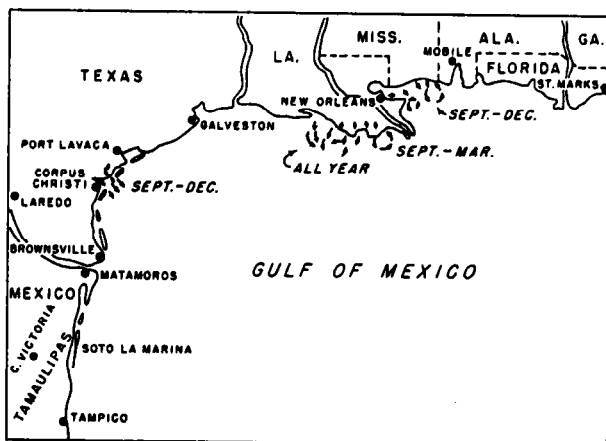 MISS.
ALA.
GA.
LA.
MOBILE
TEXAS
FLORIDA
ST. MARKS
NEW ORLEANS
SEPT.-DEC.
GALVESTON
PORT LAVACA
SEPT.-MAR.
ALL YEAR
CORPUS
CHRISTI
SEPT.-DEC.
LAREDO
BROWNSVILLE
GULF OF MEXICO
MATAMOROS
MEXICO
C. VICTORIA
TAMAULIPAS
SOTO LA MARINA
TAMPICO